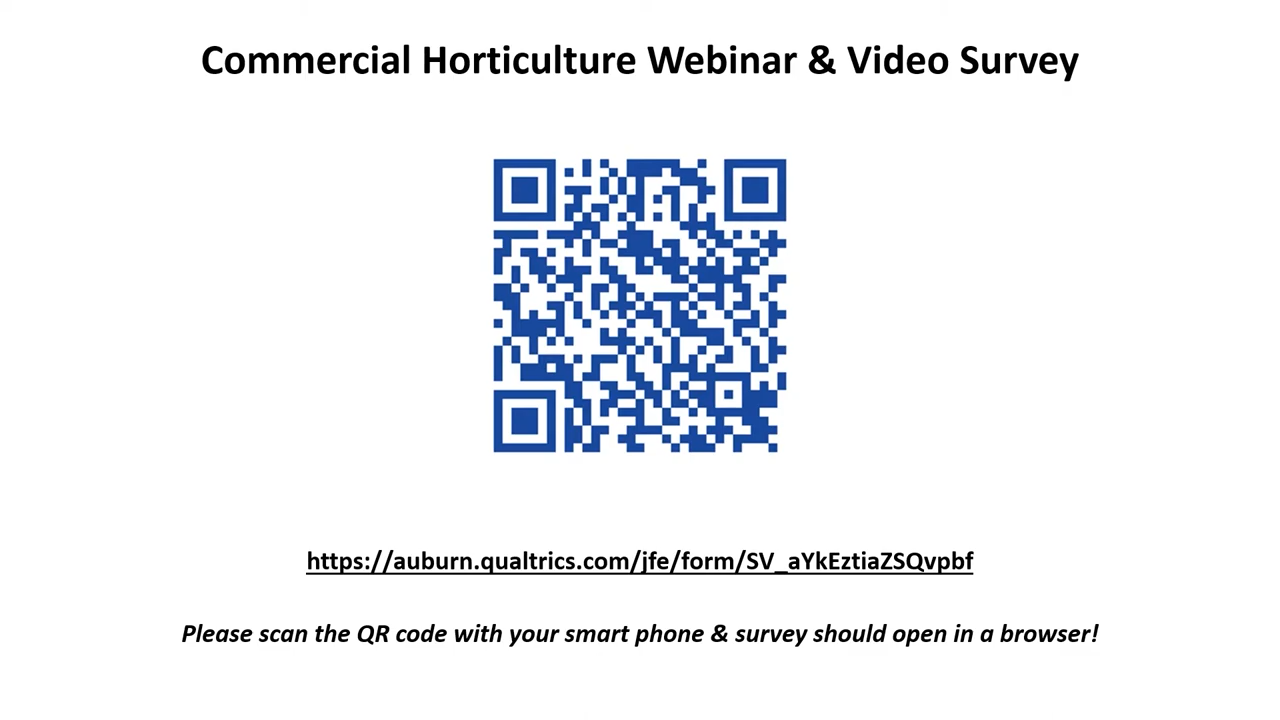 Commercial Horticulture Webinar & Video Survey
https://auburn.qualtrics.com/jfe/form/SV_aYkEztiaZSQvpbf
Please scan the QR code with your smart phone & survey should open in a browser!